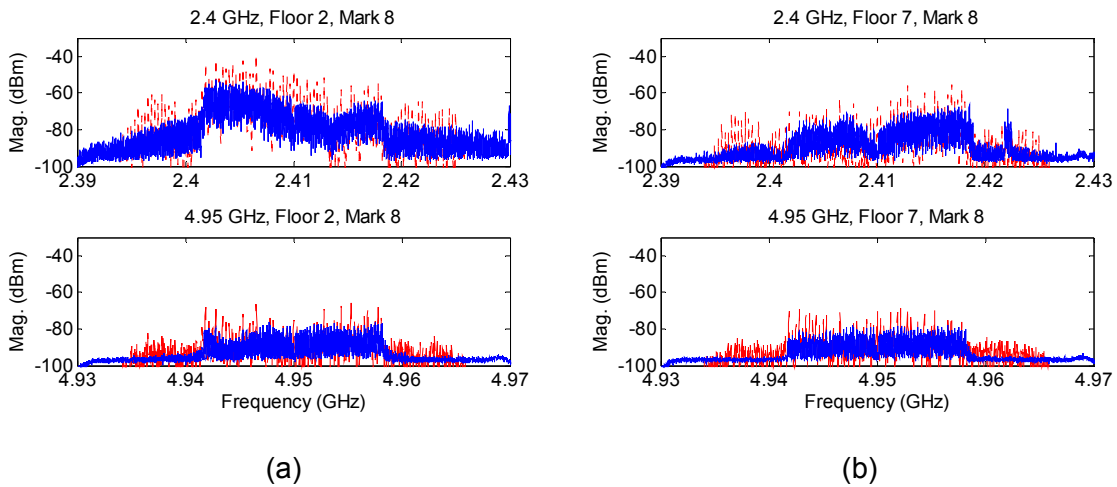 2.4 GHz, Floor 2, Mark 8
Mag. (dBm)
-40
-60
-80
-100
2.39 2.4 2.41 2.42 2.43
4.95 GHz, Floor 2, Mark 8
Mag. (dBm)
-40
-60
-80
-100
4.93 4.94 4.95 4.96 4.97
Frequency (GHz)
(a)
2.4 GHz, Floor 7, Mark 8
Mag. (dBm)
-40
-60
-80
-100
2.39 2.4 2.41 2.42 2.43
4.95 GHz, Floor 7, Mark 8
Mag. (dBm)
-40
-60
-80
-100
4.93 4.94 4.95 4.96 4.97
Frequency (GHz)
(b)